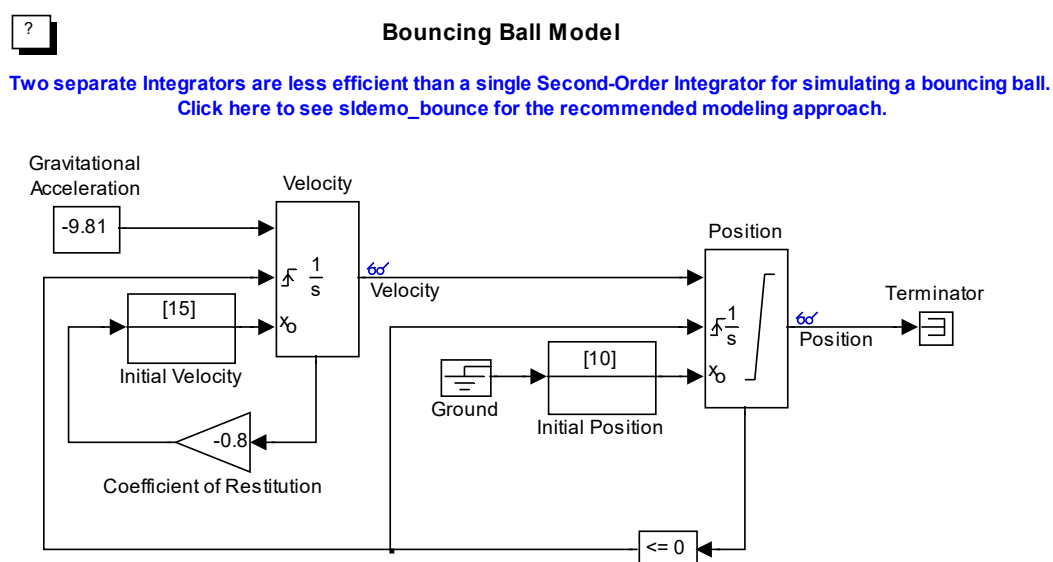 ?
Bouncing Ball Model
Two separate Integrators are less efficient than a single Second-Order Integrator for simulating a bouncing ball.
Click here to see sldemo_bounce for the recommended modeling approach.
Gravitational
Acceleration
-9.81
Velocity
1
s
xo
Velocity
[15]
Initial Velocity
-0.8
Coefficient of Restitution
Position
1
s
xo
Position
Terminator
Ground
[10]
Initial Position
<= 0